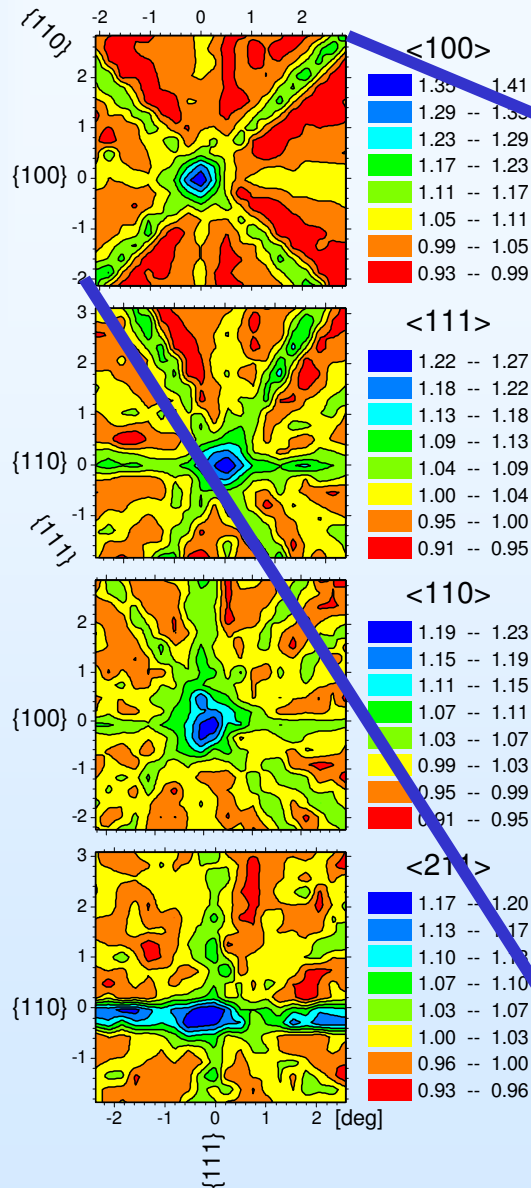 -2 -1 0 1 2
{110}
<100>
2
1
{100} 0
-1
-2
1.35 -- 1.41
1.29 -- 1.35
1.23 -- 1.29
1.17 -- 1.23
1.11 -- 1.17
1.05 -- 1.11
0.99 -- 1.05
0.93 -- 0.99
3
2
1
{110} 0
-1
{111}
<111>
1.22 -- 1.27
1.18 -- 1.22
1.13 -- 1.18
1.09 -- 1.13
1.04 -- 1.09
1.00 -- 1.04
0.95 -- 1.00
0.91 -- 0.95
2
1
{100} 0
-1
-2
<110>
1.19 -- 1.23
1.15 -- 1.19
1.11 -- 1.15
1.07 -- 1.11
1.03 -- 1.07
0.99 -- 1.03
0.95 -- 0.99
0.91 -- 0.95
3
2
1
{110} 0
-1
<211>
1.17 -- 1.20
1.13 -- 1.17
1.10 -- 1.13
1.07 -- 1.10
1.03 -- 1.07
1.00 -- 1.03
0.96 -- 1.00
0.93 -- 0.96
-2 -1 0 1 2 [deg]
{111}